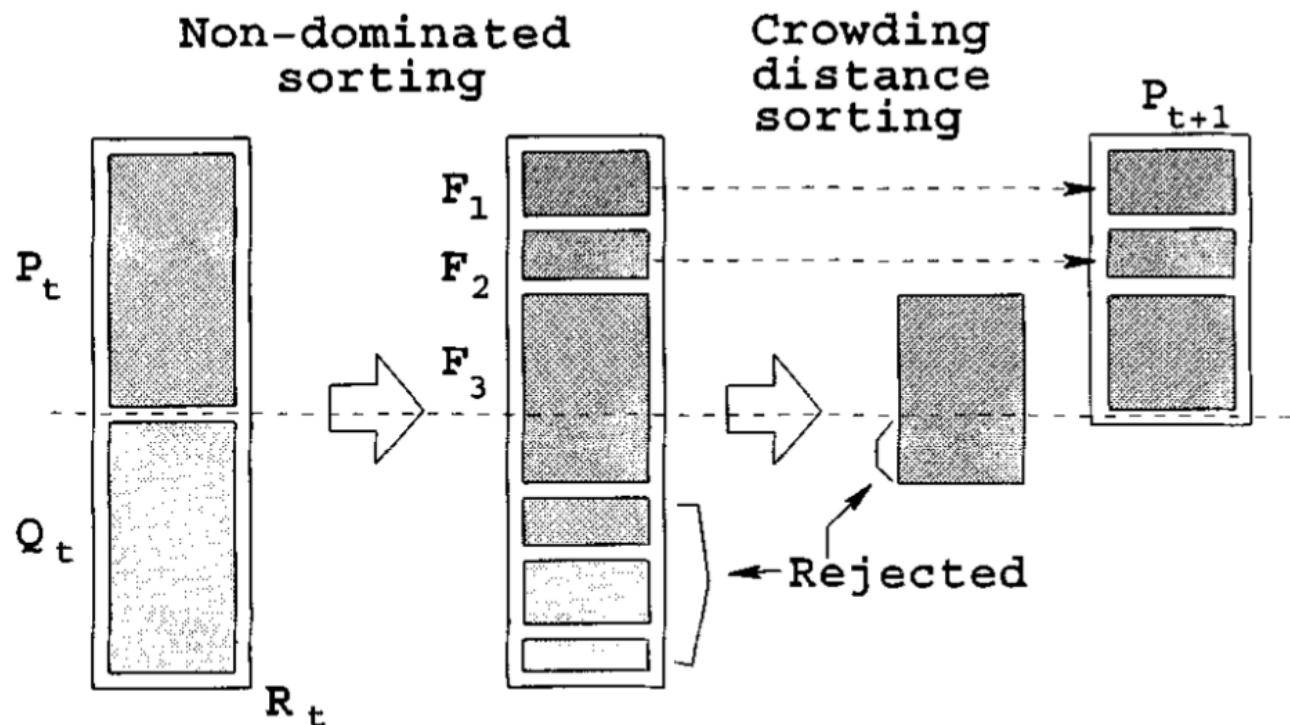 Non-dominated
sorting
Crowding
distance
sorting
P_{t+1}
F_1
P_t
F_2
F_3
Q_t
Rejected
R_t